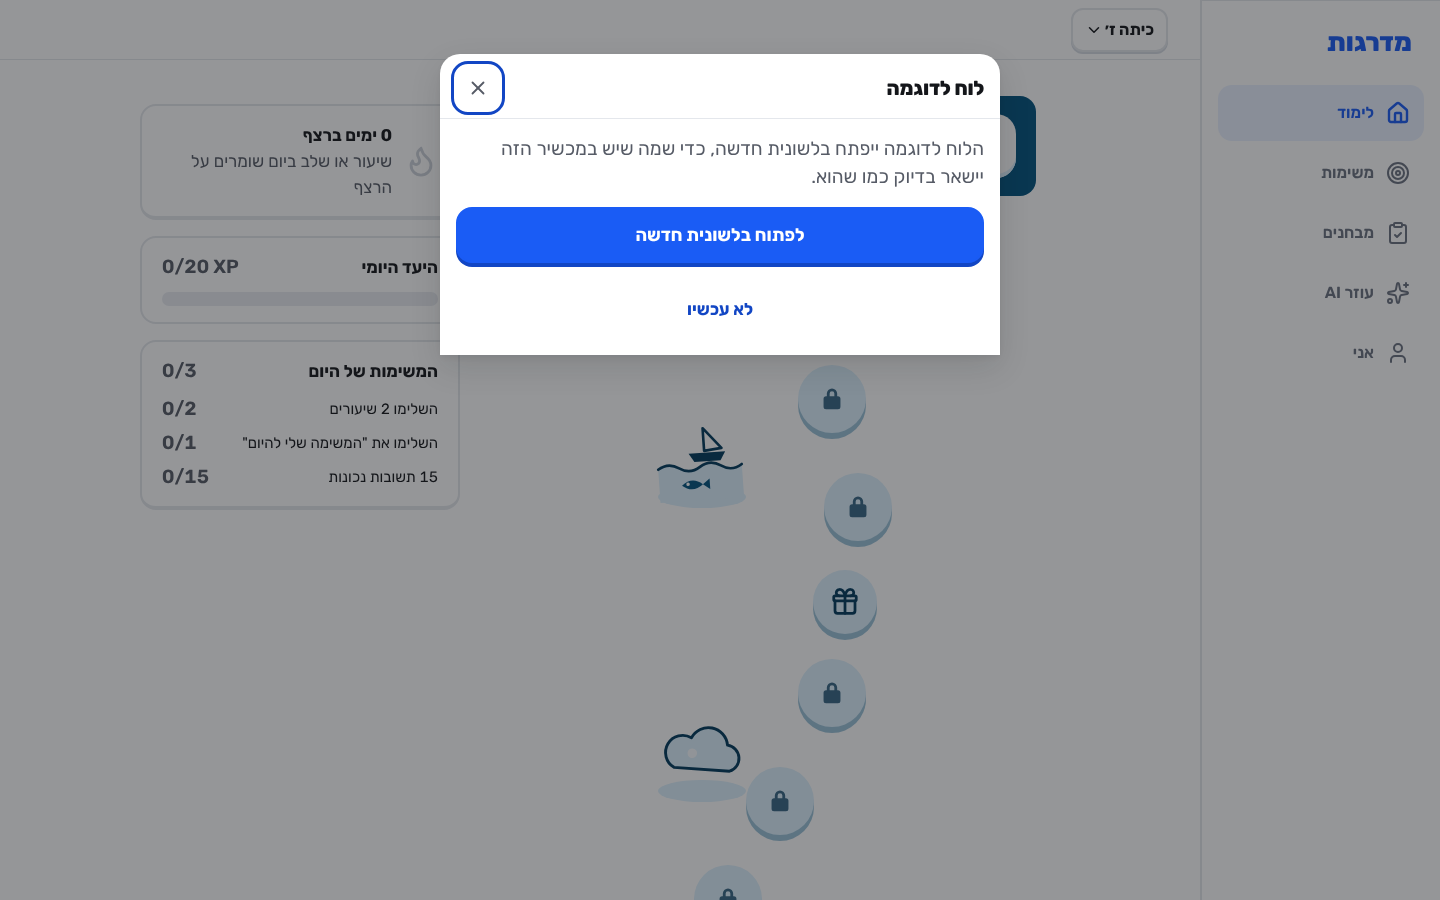 מדרגות
לימוד
משימות
מבחנים
עוזר AI
אני
כיתה ז׳
לוח לדוגמה
הלוח לדוגמה ייפתח בלשונית חדשה, כדי שמה שיש במכשיר הזה
יישאר בדיוק כמו שהוא.
לפתוח בלשונית חדשה
לא עכשיו
0 ימים ברצף
שיעור או שלב ביום שומרים על
הרצף
היעד היומי
0/20 XP
המשימות של היום
0/3
השלימו 2 שיעורים
0/2
השלימו את "המשימה שלי להיום"
0/1
15 תשובות נכונות
0/15